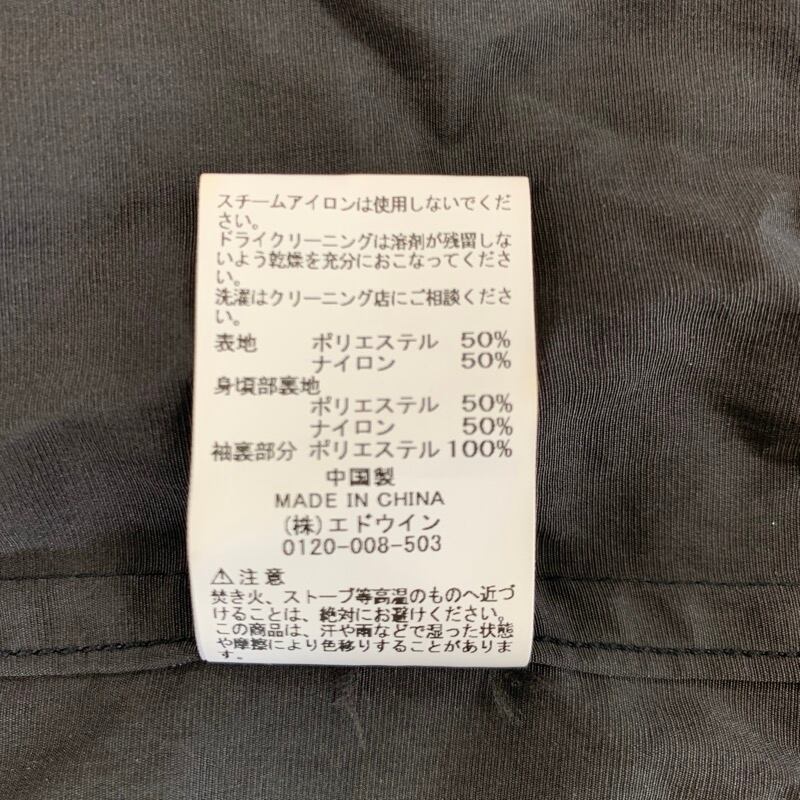 スチームアイロンは使用しないでくだ
さい。
ドライクリーニングは溶剤が残留しな
いよう乾燥を充分におこなってくださ
い。
洗濯はクリーニング店にご相談くださ
い。
表地 ポリエステル 50%
ナイロン 50%
身頃部裏地
ポリエステル 50%
ナイロン 50%
袖裏部分 ポリエステル 100%
中国製
MADE IN CHINA
(株)エドウイン
0120-008-503
⚠注意
焚き火、ストーブ等高温のものへ近づ
けることは、絶対にお避けください。
この商品は、汗や雨などで湿った状態
や摩擦により色移りすることがありま
す。